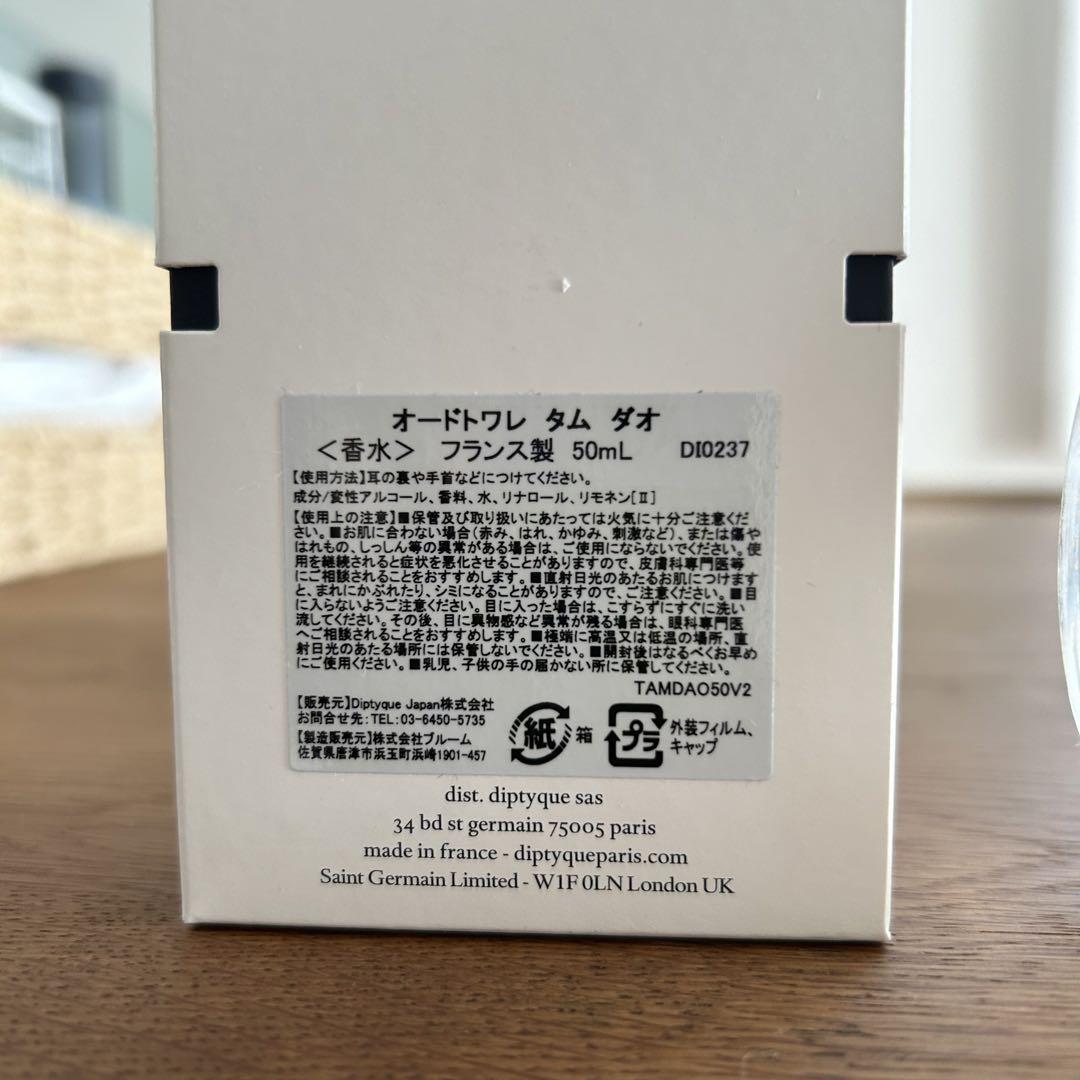 オードトワレ タム ダオ
＜香水＞ フランス製 50mL DI0237
【使用方法】耳の裏や手首などにつけてください。
成分/変性アルコール、香料、水、リナロール、リモネン[Ⅱ]
【使用上の注意】■保管及び取り扱いにあたっては火気に十分ご注意くだ
さい。■お肌に合わない場合(赤み、はれ、かゆみ、刺激など)、または傷や
はれもの、しっしん等の異常がある場合は、ご使用にならないでください。使
用を継続されると症状を悪化させることがありますので、皮膚科専門医等
にご相談されることをおすすめします。■直射日光のあたるお肌につけます
と、まれにかぶれたり、シミになることがありますので、ご注意ください。■目
に入らないようご注意ください。目に入った場合は、こすらずにすぐに洗い
流してください。その後、目に異物感など異常が残る場合は、眼科専門医
へご相談されることをおすすめします。■極端に高温又は低温の場所、直
射日光のあたる場所には保管しないでください。■開封後はなるべくお早め
にご使用ください。■乳児、子供の手の届かない所に保管してください。
TAMDAO50V2
【販売元】Diptyque Japan株式会社
お問合せ先:TEL:03-6450-5735
【製造販売元】株式会社ブルーム
佐賀県唐津市浜玉町浜崎1901-457
紙 箱
プラ 外装フィルム、
キャップ
dist. diptyque sas
34 bd st germain 75005 paris
made in france - diptyqueparis.com
Saint Germain Limited - W1F 0LN London UK